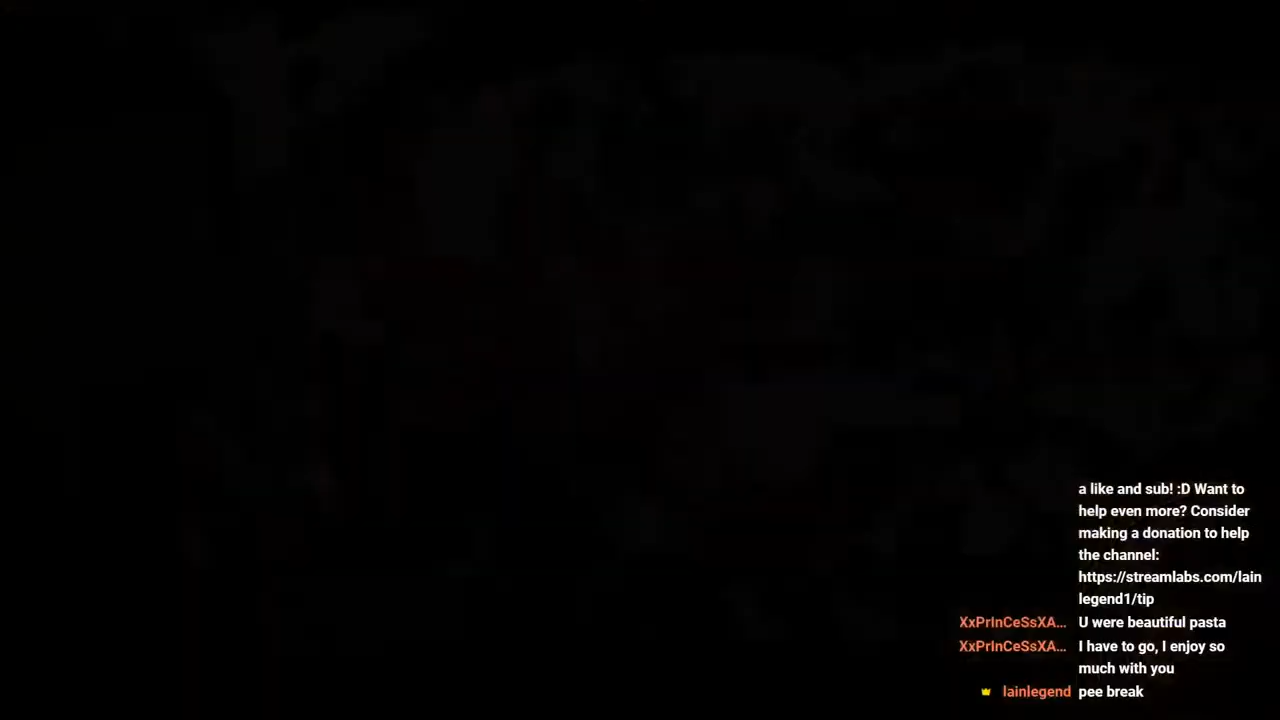 a like and sub! :D Want to
help even more? Consider
making a donation to help
the channel:
https://streamlabs.com/lain
legend1/tip
XxPrInCeSsXA... U were beautiful pasta
XxPrInCeSsXA... I have to go, I enjoy so
much with you
lainlegend pee break